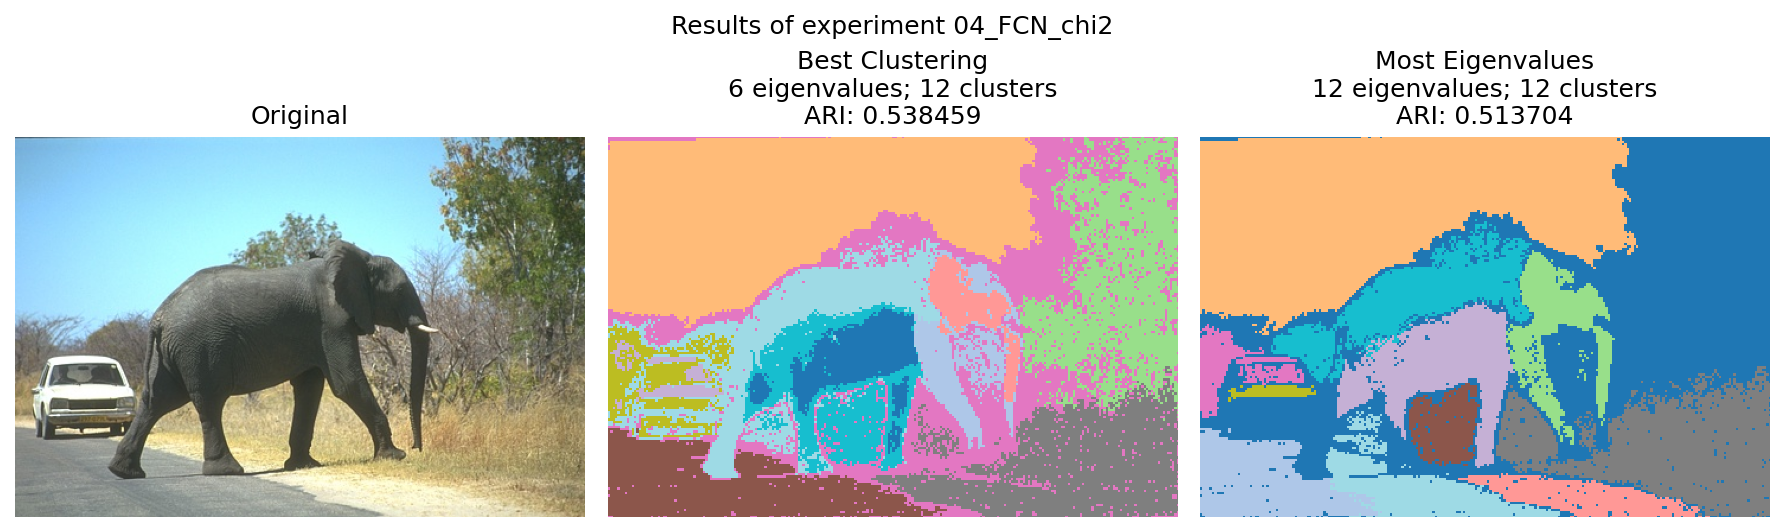 Results of experiment 04_FCN_chi2
Original
Best Clustering
6 eigenvalues; 12 clusters
ARI: 0.538459
Most Eigenvalues
12 eigenvalues; 12 clusters
ARI: 0.513704